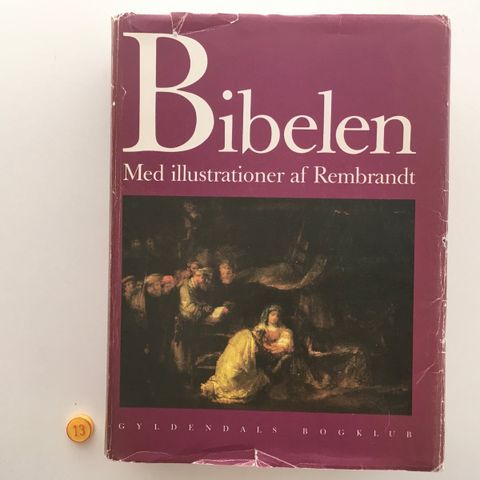 Bibelen
Med illustrationer af Rembrandt
GYLDENDALS BOGKLUB
13